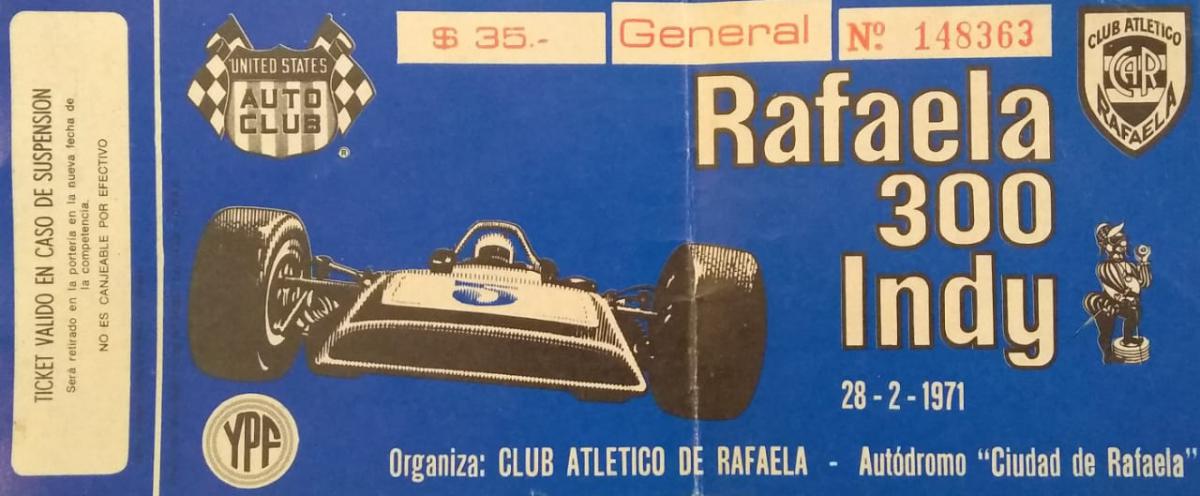 TICKET VALIDO EN CASO DE SUSPENSION
Será retirado en la portería en la nueva fecha de
la competencia.
NO ES CANJEABLE POR EFECTIVO
UNITED STATES
AUTO
CLUB
®
$ 35.-
General
Nº 148363
CLUB ATLETICO
CAR
RAFAELA
Rafaela
300
Indy
5
28-2-1971
YPF
Organiza: CLUB ATLETICO DE RAFAELA - Autódromo "Ciudad de Rafaela"